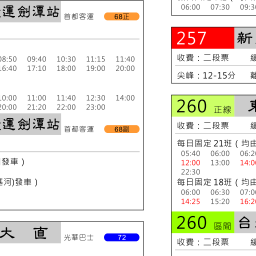 運劍潭站 首都客運 68正
08:50 09:40 10:30 11:15 11:40
16:40 17:10 18:00 19:00 20:00
10:00 11:00 11:40 12:30 13:00
20:00 21:20 22:00 23:00
運劍潭站 首都客運 68副
發車）
河)發車）
大 直 光華巴士 72
06:00 07:30 09:30
257 新
收費：二段票
尖峰：12-15分
260 正線
收費：二段票
每日固定21班（均由
05:40 06:00 06:20
12:00 13:00 14:00
22:30
每日固定18班（均由
06:00 06:30 07:00
14:25 15:20 16:20
260 區間 台
收費：二段票